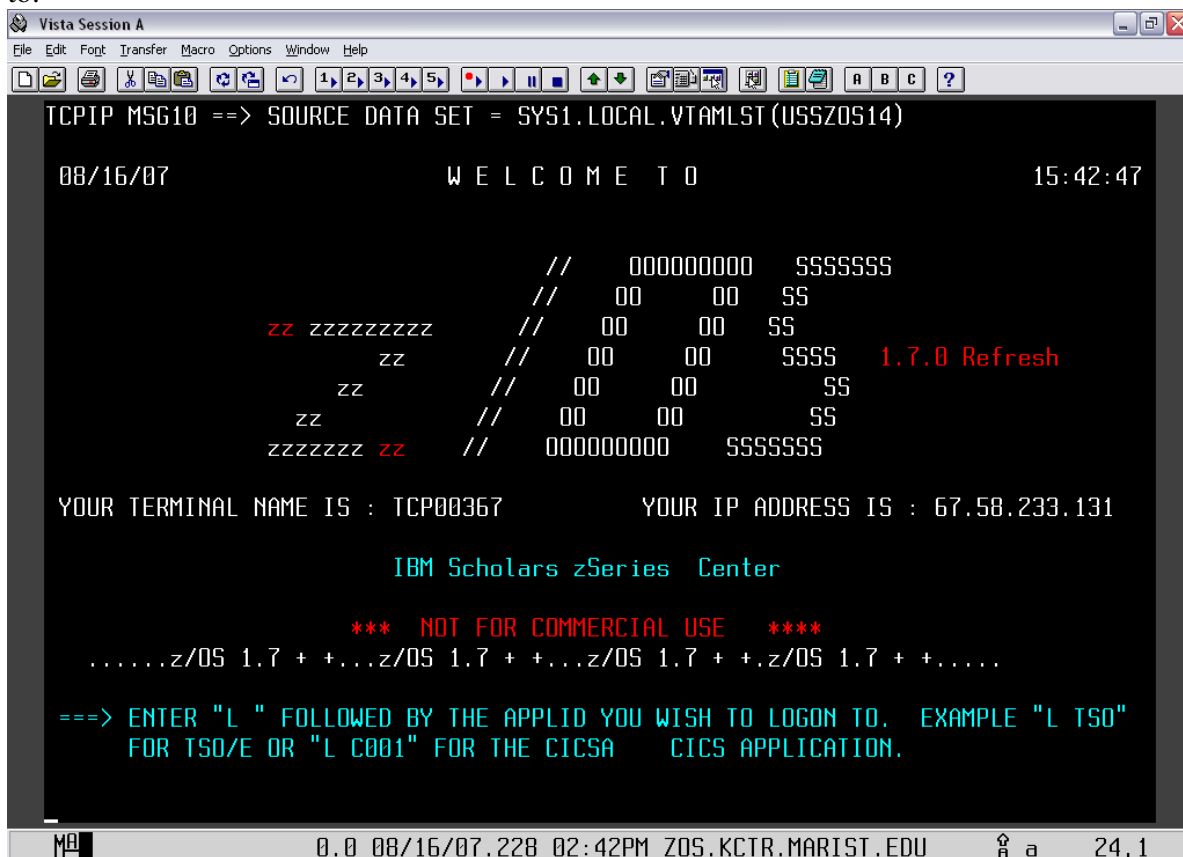 to.
Vista Session A
File Edit Font Transfer Macro Options Window Help
1 2 3 4 5 A B C ?
TCPIP MSG10 ==> SOURCE DATA SET = SYS1.LOCAL.VTAMLST(USSZOS14)
08/16/07 W E L C O M E T O 15:42:47
// OOOOOOOOO SSSSSSS
// OO OO SS
zz zzzzzzzzz // OO OO SS
zz // OO OO SSSS 1.7.0 Refresh
zz // OO OO SS
zz // OO OO SS
zzzzzzz zz // OOOOOOOOO SSSSSSS
YOUR TERMINAL NAME IS : TCP00367 YOUR IP ADDRESS IS : 67.58.233.131
IBM Scholars zSeries Center
*** NOT FOR COMMERCIAL USE ****
......z/OS 1.7 + +...z/OS 1.7 + +...z/OS 1.7 + +.z/OS 1.7 + +.....
===> ENTER "L " FOLLOWED BY THE APPLID YOU WISH TO LOGON TO. EXAMPLE "L TSO"
FOR TSO/E OR "L C001" FOR THE CICSA CICS APPLICATION.
MA 0.0 08/16/07.228 02:42PM ZOS.KCTR.MARIST.EDU a 24,1